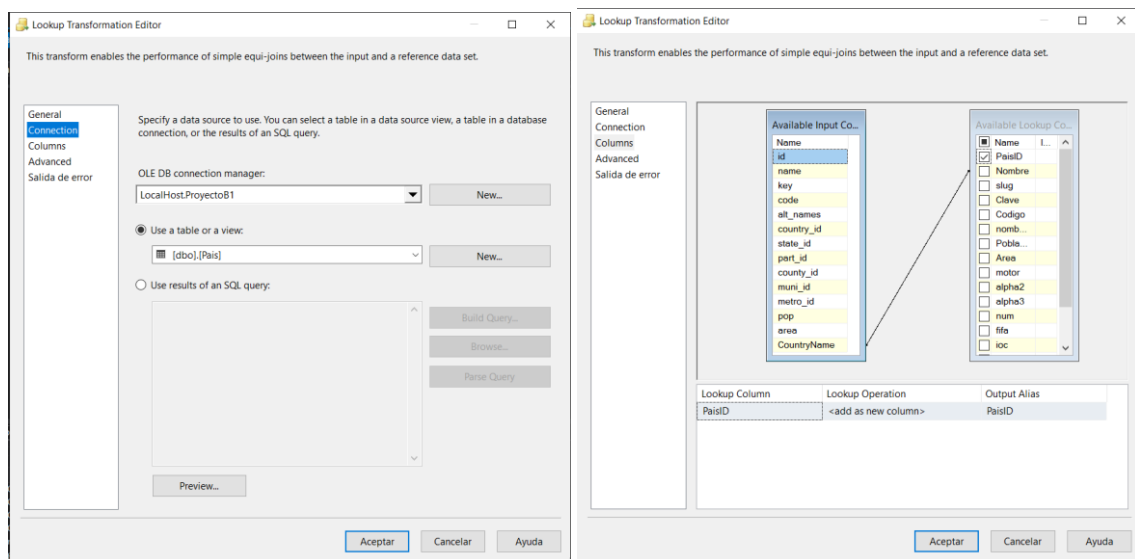 Lookup Transformation Editor
This transform enables the performance of simple equi-joins between the input and a reference data set.
General
Connection
Columns
Advanced
Salida de error
Specify a data source to use. You can select a table in a data source view, a table in a database
connection, or the results of an SQL query.
OLE DB connection manager:
LocalHost.ProyectoB1
New...
Use a table or a view:
[dbo].[Pais]
New...
Use results of an SQL query:
Build Query...
Browse...
Parse Query
Preview...
Aceptar
Cancelar
Ayuda
Lookup Transformation Editor
This transform enables the performance of simple equi-joins between the input and a reference data set.
General
Connection
Columns
Advanced
Salida de error
Available Input Co...
Name
id
name
key
code
alt_names
country_id
state_id
part_id
county_id
muni_id
metro_id
pop
area
CountryName
Available Lookup Co...
Name I...
PaisID
Nombre
slug
Clave
Codigo
nomb...
Pobla...
Area
motor
alpha2
alpha3
num
fifa
ioc
Lookup Column Lookup Operation Output Alias
PaisID <add as new column> PaisID
Aceptar
Cancelar
Ayuda